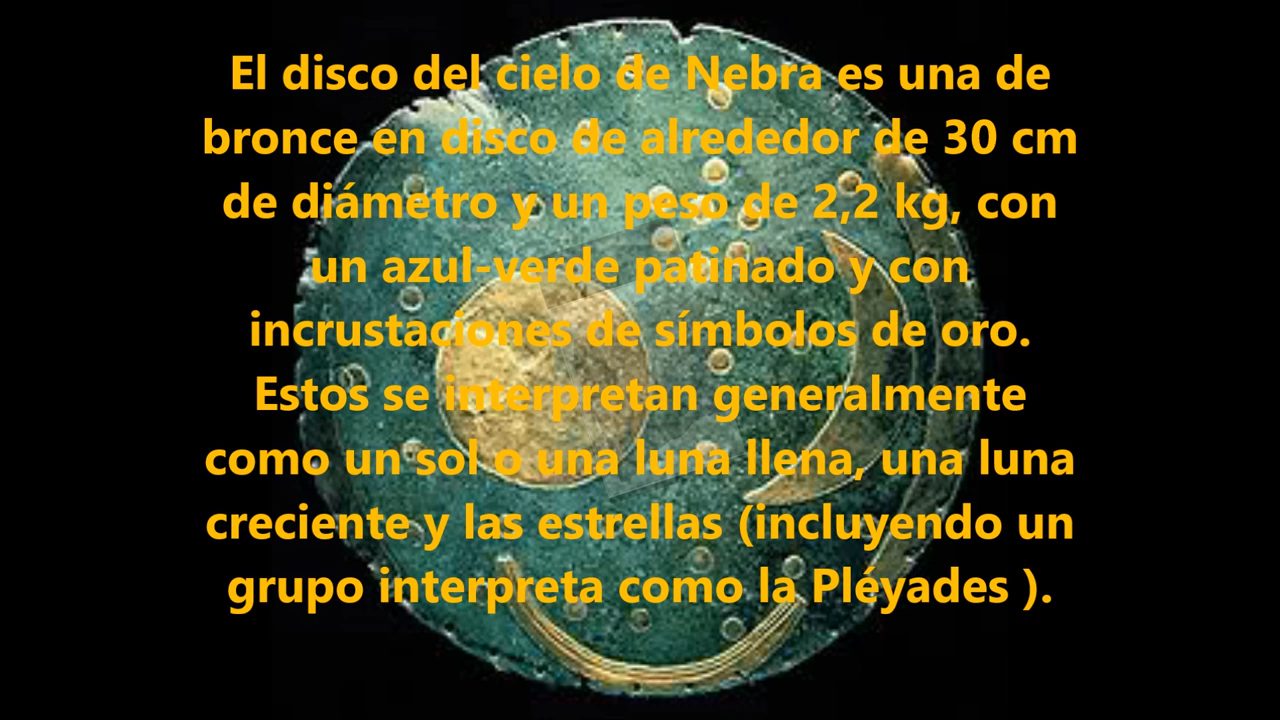 El disco del cielo de Nebra es una de
bronce en disco de alrededor de 30 cm
de diámetro y un peso de 2,2 kg, con
un azul-verde patinado y con
incrustaciones de símbolos de oro.
Estos se interpretan generalmente
como un sol o una luna llena, una luna
creciente y las estrellas (incluyendo un
grupo interpreta como la Pléyades ).